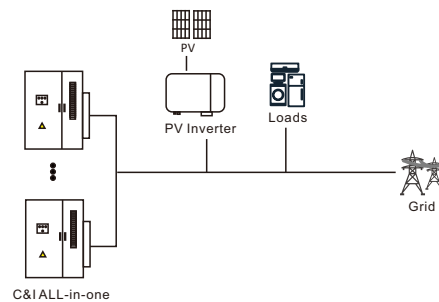 PV
PV Inverter
Loads
Grid
C&I ALL-in-one